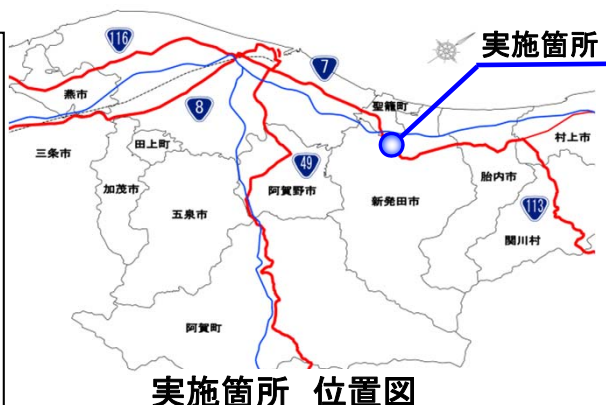 116
7
実施箇所
燕市
8
聖籠町
三条市
田上町
村上市
49
加茂市
阿賀野市
胎内市
五泉市
新発田市
113
関川村
阿賀町
実施箇所 位置図